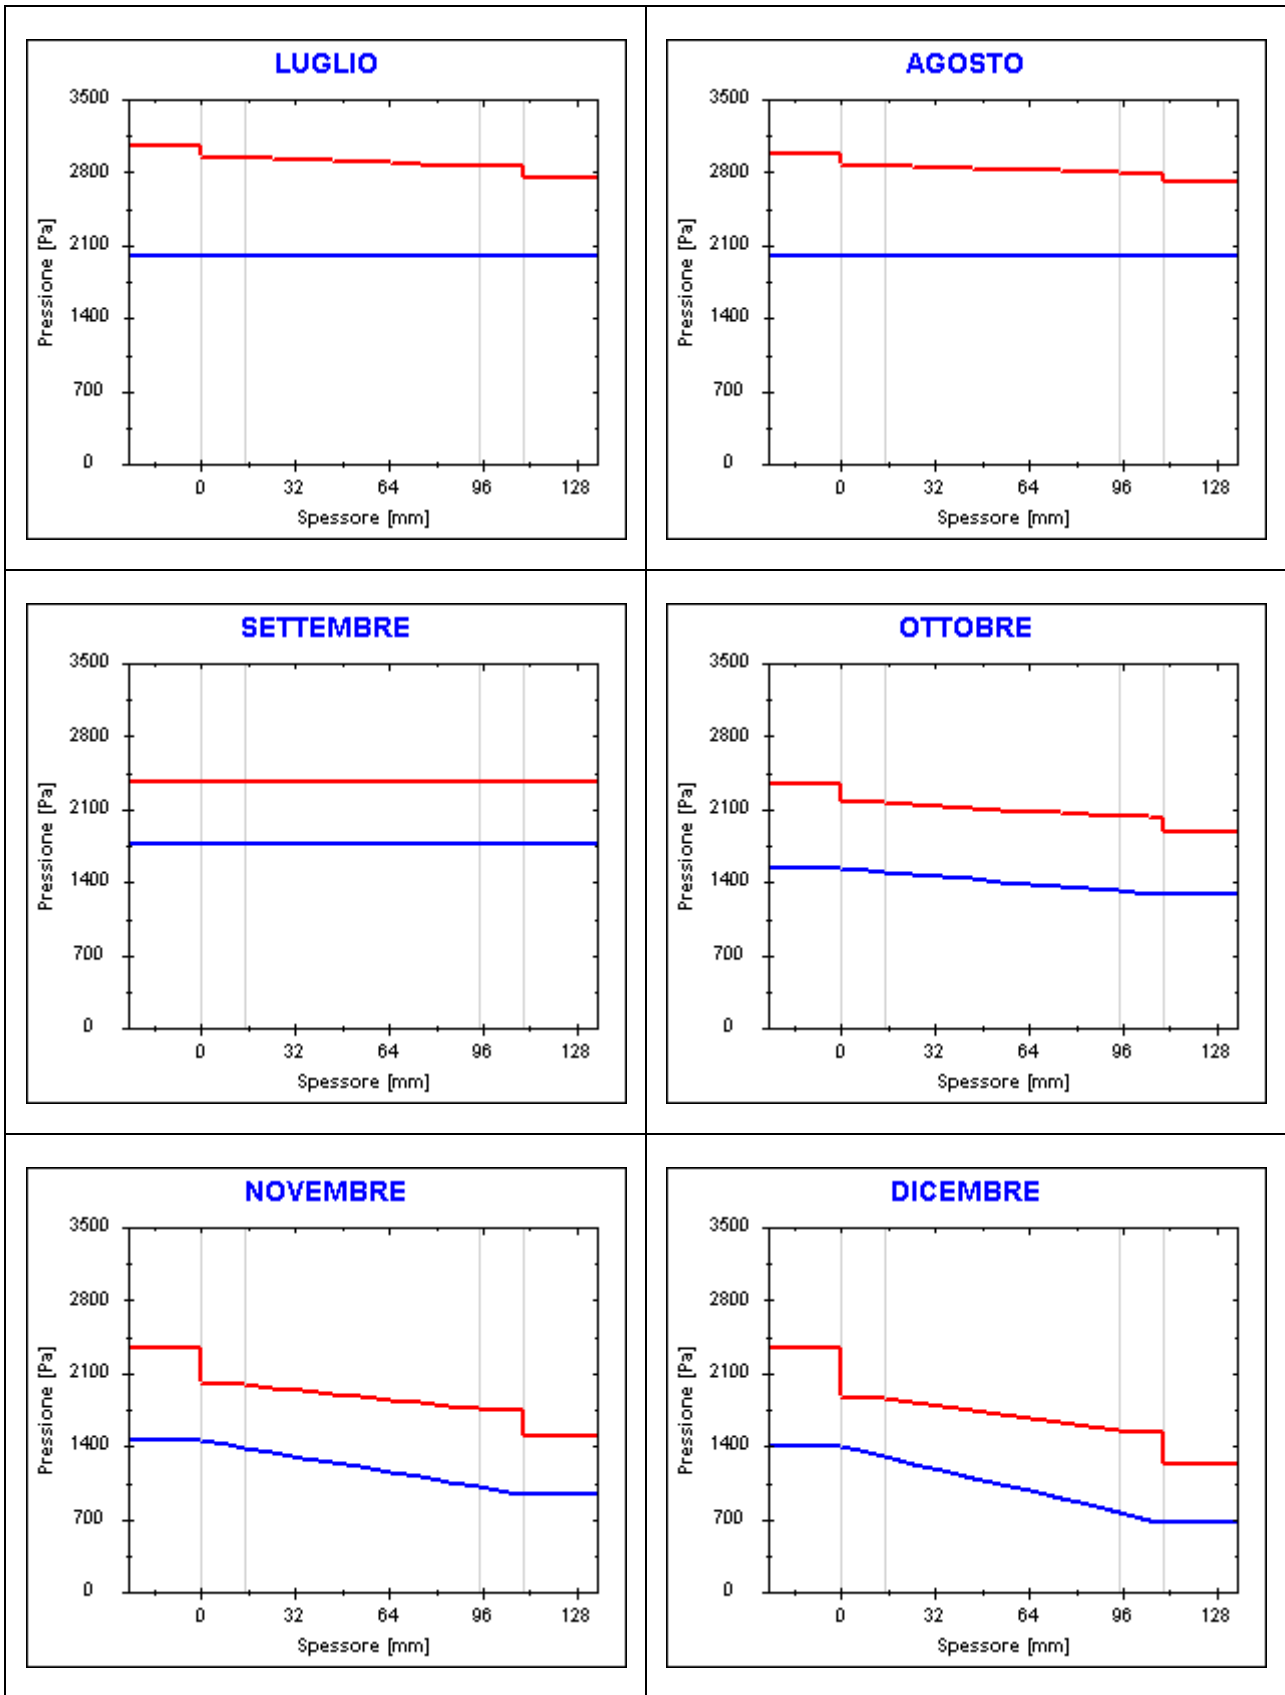 LUGLIO
3500
2800
2100
1400
700
0
Pressione [Pa]
0 32 64 96 128
Spessore [mm]
AGOSTO
3500
2800
2100
1400
700
0
Pressione [Pa]
0 32 64 96 128
Spessore [mm]
SETTEMBRE
3500
2800
2100
1400
700
0
Pressione [Pa]
0 32 64 96 128
Spessore [mm]
OTTOBRE
3500
2800
2100
1400
700
0
Pressione [Pa]
0 32 64 96 128
Spessore [mm]
NOVEMBRE
3500
2800
2100
1400
700
0
Pressione [Pa]
0 32 64 96 128
Spessore [mm]
DICEMBRE
3500
2800
2100
1400
700
0
Pressione [Pa]
0 32 64 96 128
Spessore [mm]